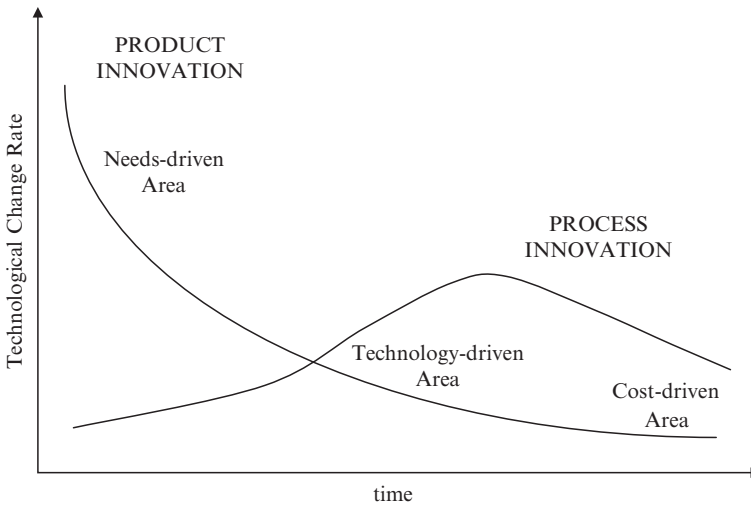 PRODUCT
INNOVATION
Needs-driven
Area
PROCESS
INNOVATION
Technology-driven
Area
Cost-driven
Area
Technological Change Rate
time